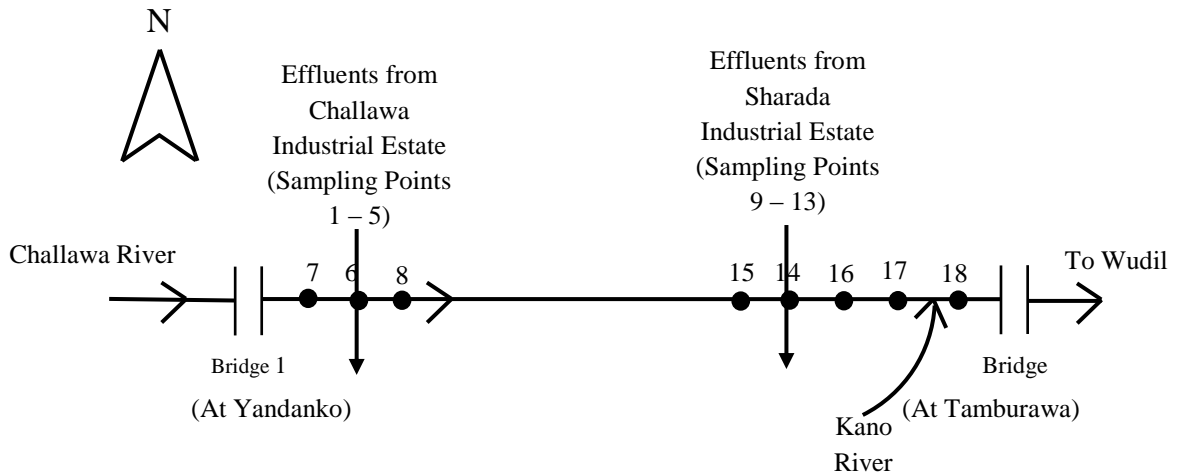 N
Effluents from
Challawa
Industrial Estate
(Sampling Points
1 – 5)
Effluents from
Sharada
Industrial Estate
(Sampling Points
9 – 13)
Challawa River
7 6 8
15 14 16 17 18
To Wudil
Bridge 1
(At Yandanko)
Bridge
(At Tamburawa)
Kano
River